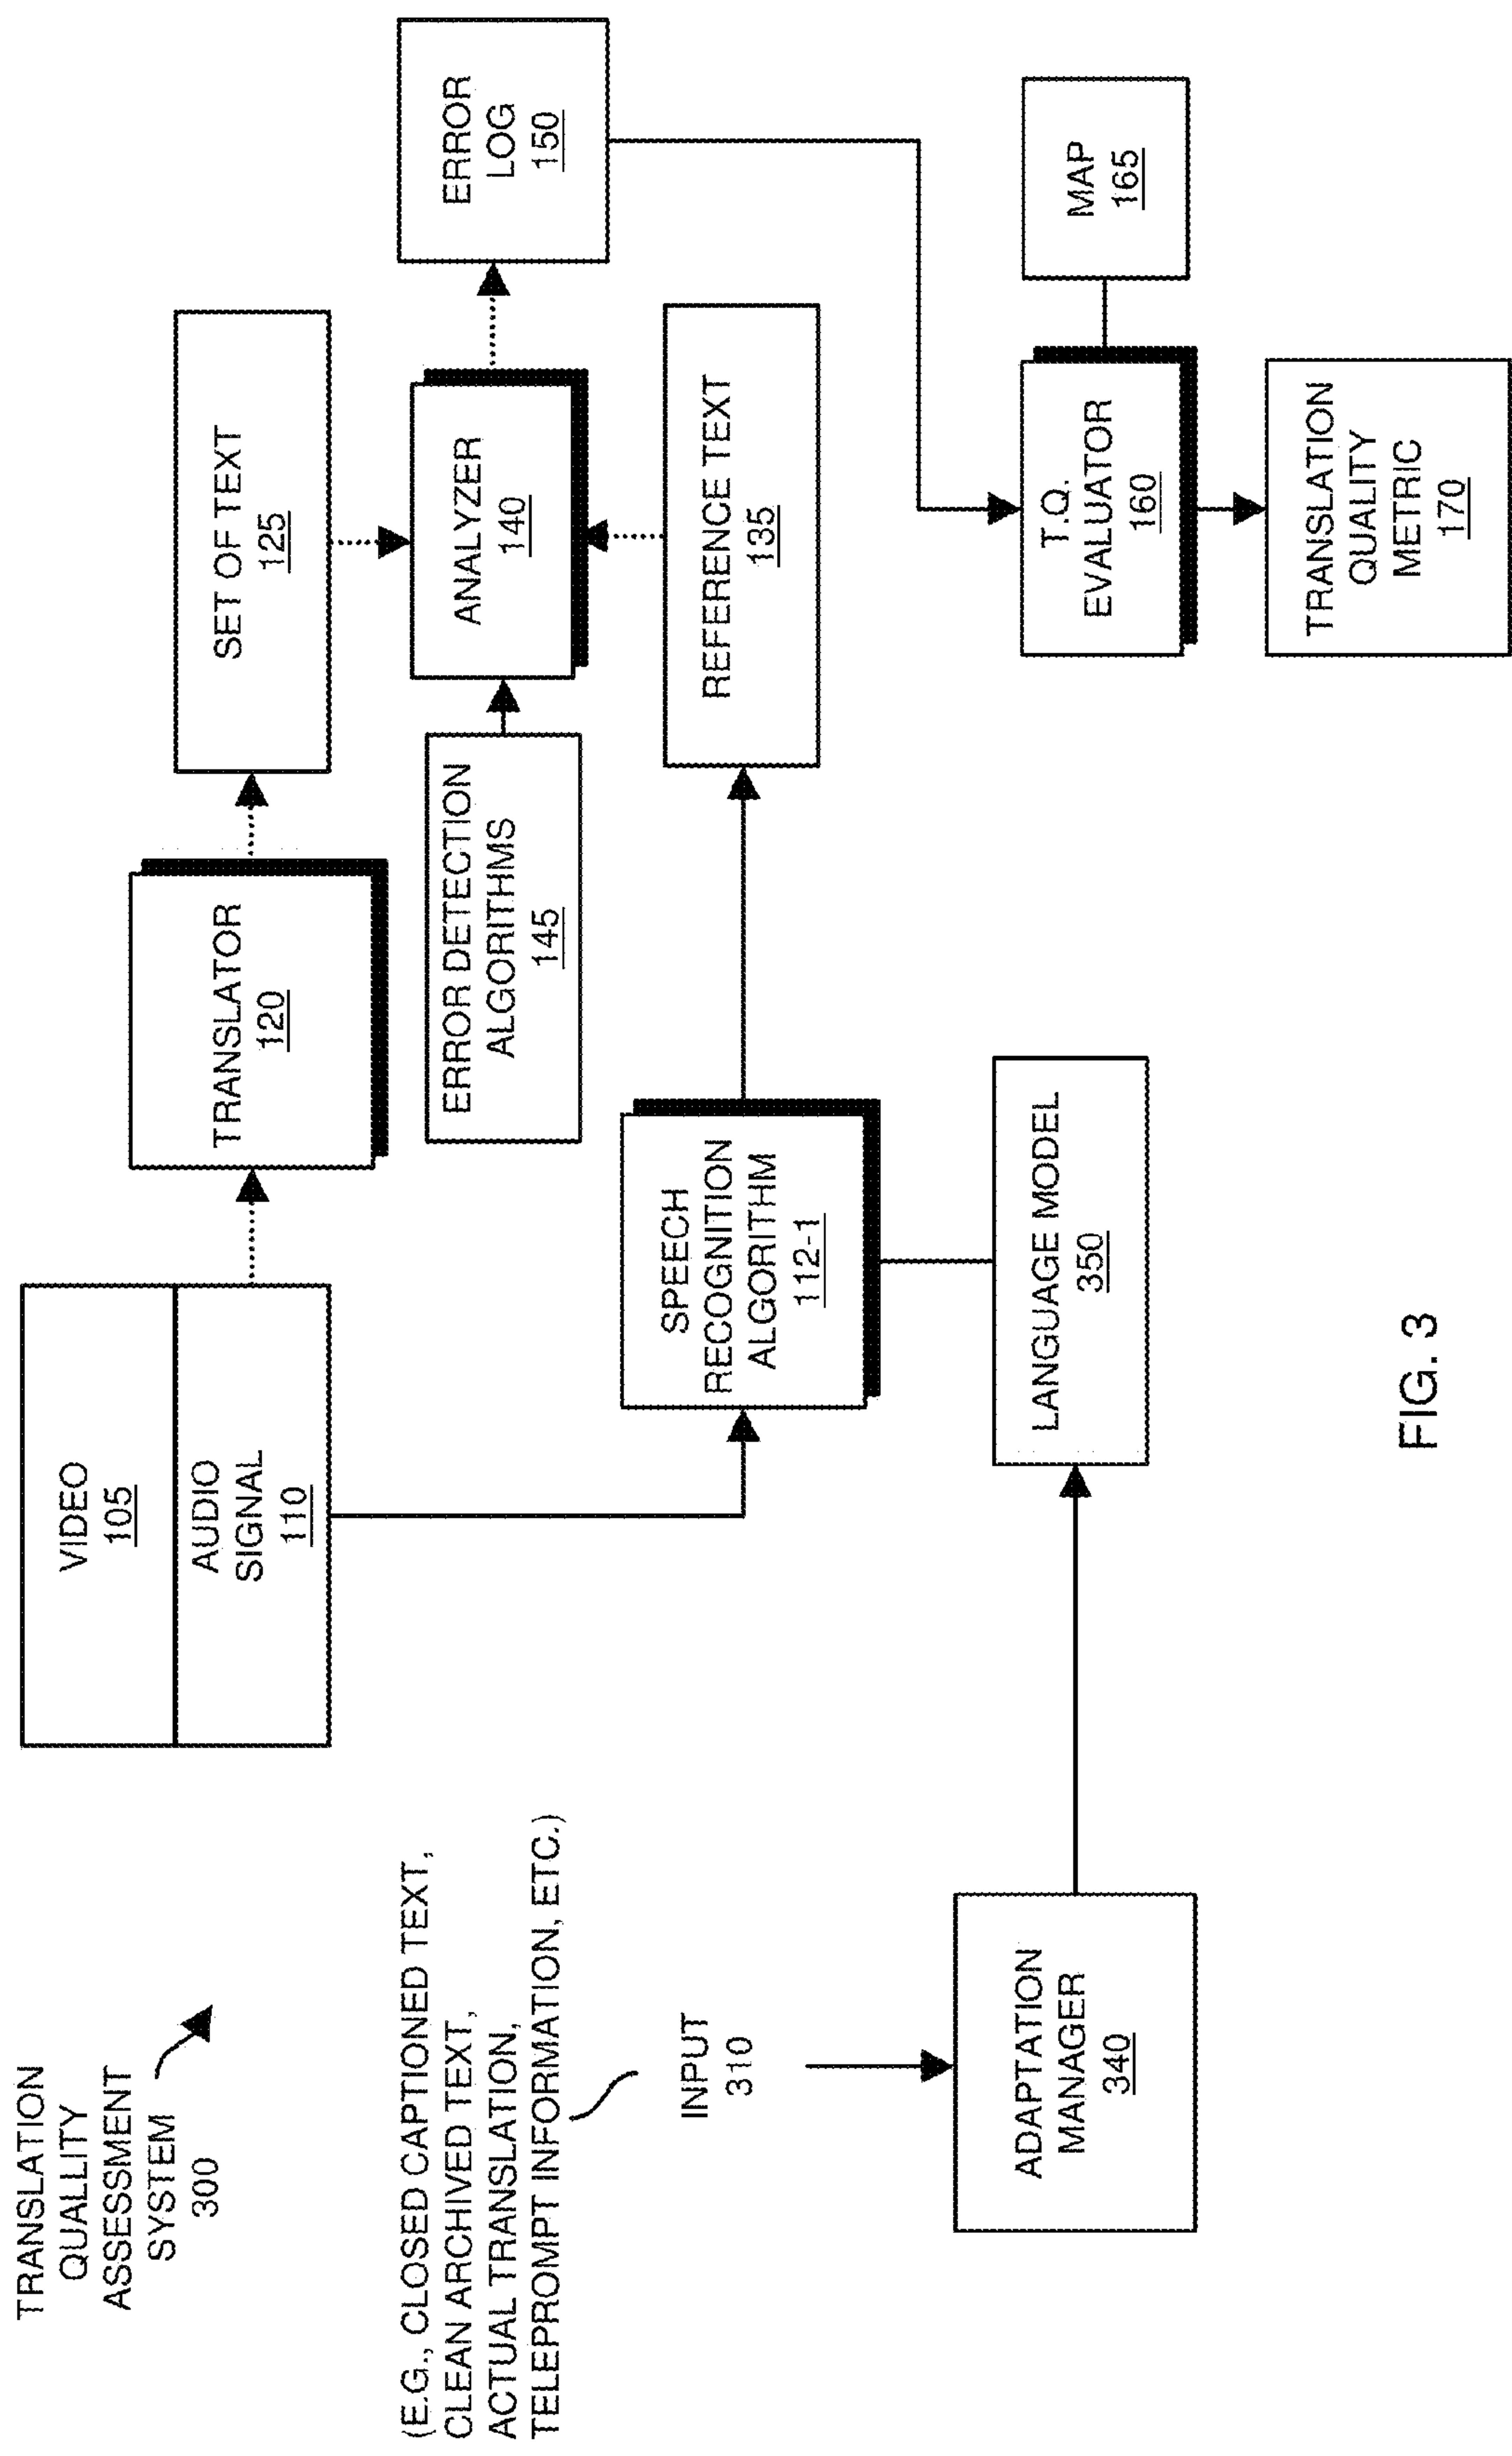 TRANSLATION
QUALITY
ASSESSMENT
SYSTEM
300
VIDEO
105
AUDIO
SIGNAL
110
TRANSLATOR
120
SET OF TEXT
125
ERROR DETECTION
ALGORITHMS
145
ANALYZER
140
ERROR
LOG
150
(E.G., CLOSED CAPTIONED TEXT,
CLEAN ARCHIVED TEXT,
ACTUAL TRANSLATION,
TELEPROMPT INFORMATION, ETC.)
INPUT
310
SPEECH
RECOGNITION
ALGORITHM
112-1
REFERENCE TEXT
135
ADAPTATION
MANAGER
340
LANGUAGE MODEL
350
T.Q.
EVALUATOR
160
MAP
165
TRANSLATION
QUALITY
METRIC
170
FIG. 3